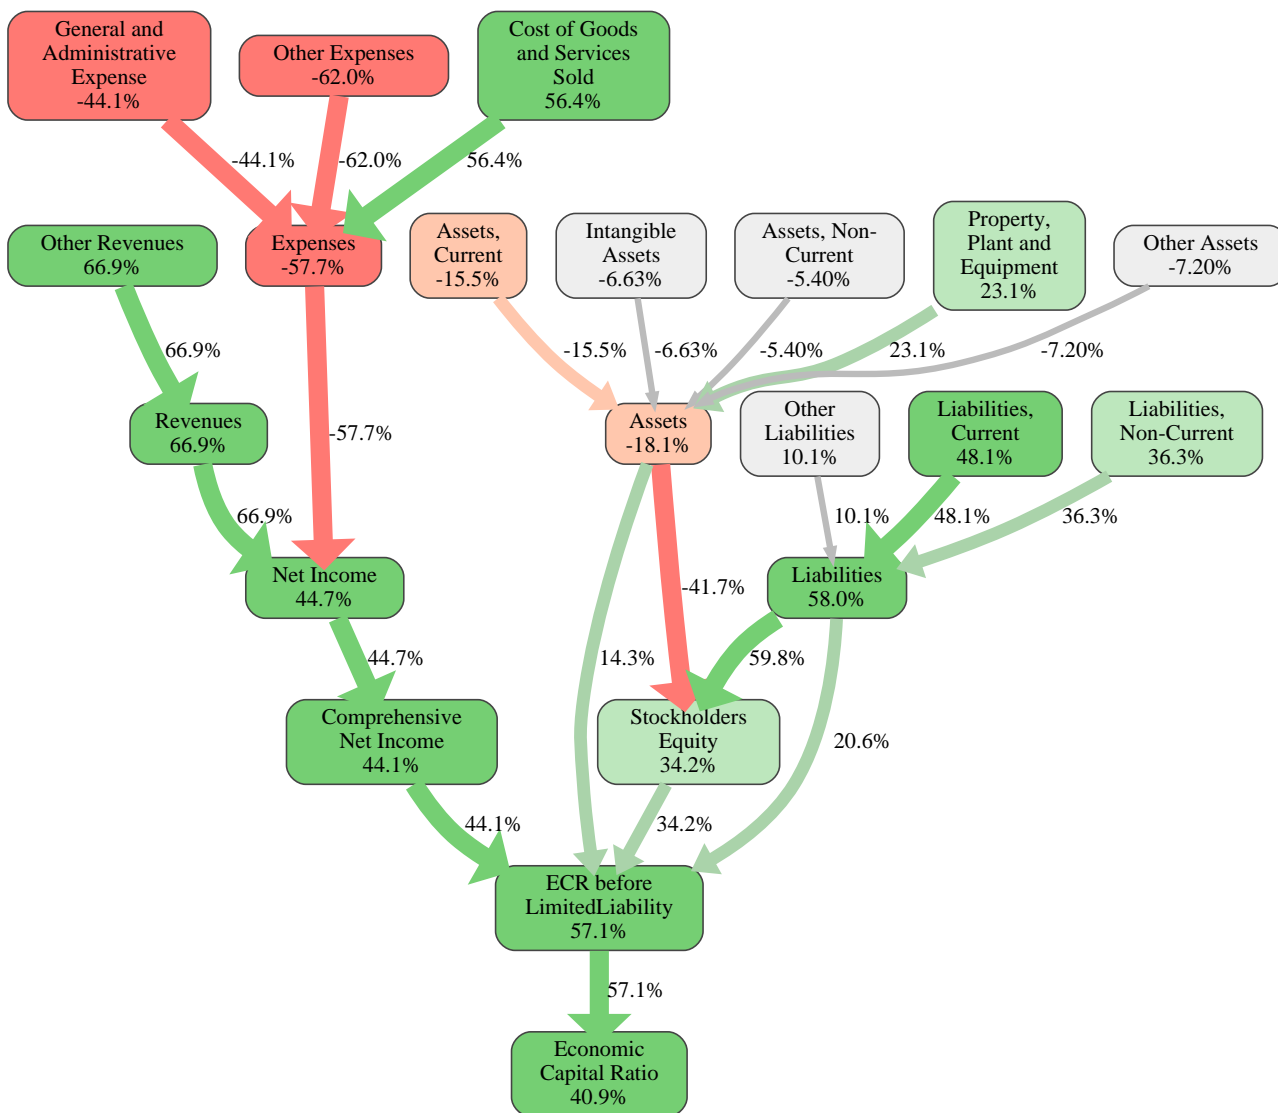 General and
Administrative
Expense
-44.1%
Other Expenses
-62.0%
Cost of Goods
and Services
Sold
56.4%
-44.1%
-62.0%
56.4%
Other Revenues
66.9%
Expenses
-57.7%
Assets,
Current
-15.5%
Intangible
Assets
-6.63%
Assets, Non-
Current
-5.40%
Property,
Plant and
Equipment
23.1%
Other Assets
-7.20%
66.9%
-57.7%
-15.5%
-6.63%
-5.40%
23.1%
-7.20%
Revenues
66.9%
Assets
-18.1%
Other
Liabilities
10.1%
Liabilities,
Current
48.1%
Liabilities,
Non-Current
36.3%
66.9%
10.1%
48.1%
36.3%
Net Income
44.7%
-41.7%
Liabilities
58.0%
44.7%
14.3%
59.8%
20.6%
Comprehensive
Net Income
44.1%
Stockholders
Equity
34.2%
44.1%
34.2%
ECR before
LimitedLiability
57.1%
57.1%
Economic
Capital Ratio
40.9%